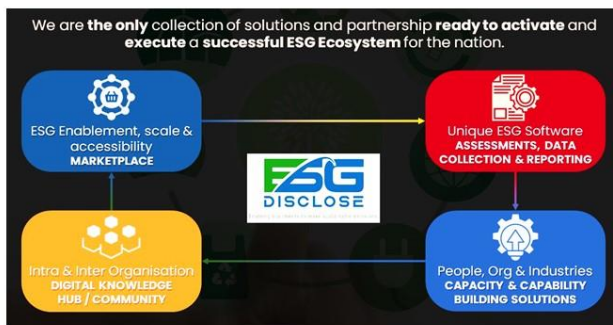 We are the only collection of solutions and partnership ready to activate and
execute a successful ESG Ecosystem for the nation.
ESG Enablement, scale &
accessibility
MARKETPLACE
Unique ESG Software
ASSESSMENTS, DATA
COLLECTION & REPORTING
ESG
DISCLOSE
Intra & Inter Organisation
DIGITAL KNOWLEDGE
HUB / COMMUNITY
People, Org & Industries
CAPACITY & CAPABILITY
BUILDING SOLUTIONS